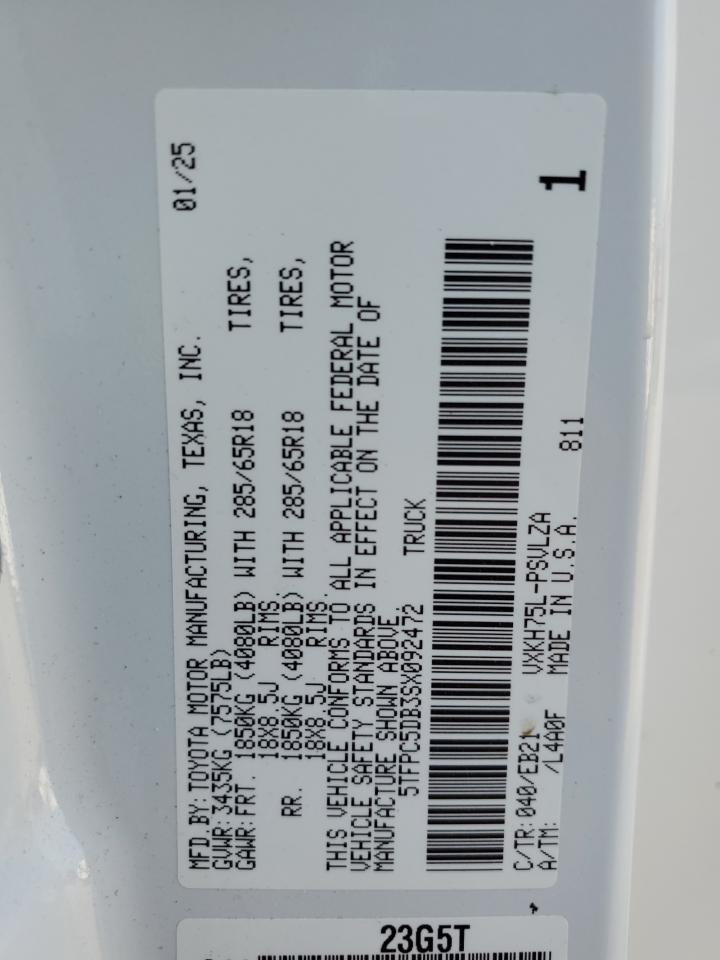 MFD.BY:TOYOTA MOTOR MANUFACTURING, TEXAS, INC. 01/25
GVWR:3435KG (7575LB)
GAWR:FRT. 1850KG (4080LB) WITH 285/65R18 TIRES,
18X8.5J RIMS.
RR. 1850KG (4080LB) WITH 285/65R18 TIRES,
18X8.5J RIMS.
THIS VEHICLE CONFORMS TO ALL APPLICABLE FEDERAL MOTOR
VEHICLE SAFETY STANDARDS IN EFFECT ON THE DATE OF
MANUFACTURE SHOWN ABOVE.
5TFPC5DB3SX092472 TRUCK
C/TR:040/EB21 VXKH75L-PSVLZA
A/TM: /L4A0F MADE IN U.S.A. 811
1
23G5T